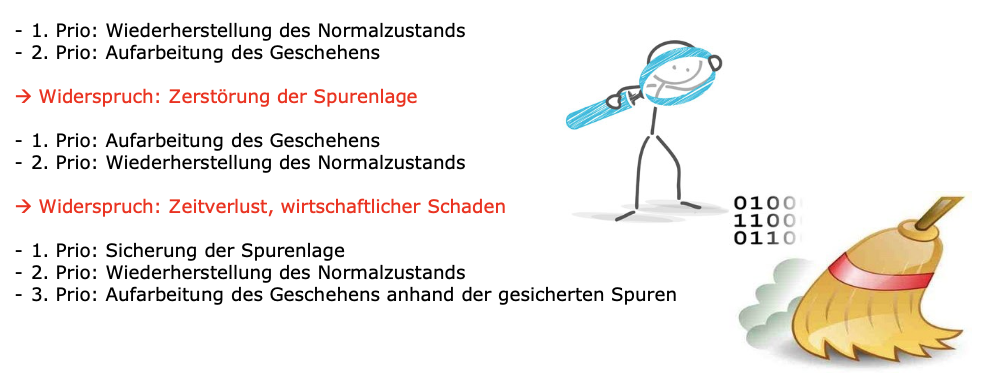 - 1. Prio: Wiederherstellung des Normalzustands
- 2. Prio: Aufarbeitung des Geschehens
→ Widerspruch: Zerstörung der Spurenlage
- 1. Prio: Aufarbeitung des Geschehens
- 2. Prio: Wiederherstellung des Normalzustands
→ Widerspruch: Zeitverlust, wirtschaftlicher Schaden
- 1. Prio: Sicherung der Spurenlage
- 2. Prio: Wiederherstellung des Normalzustands
- 3. Prio: Aufarbeitung des Geschehens anhand der gesicherten Spuren
0100
1100
0110